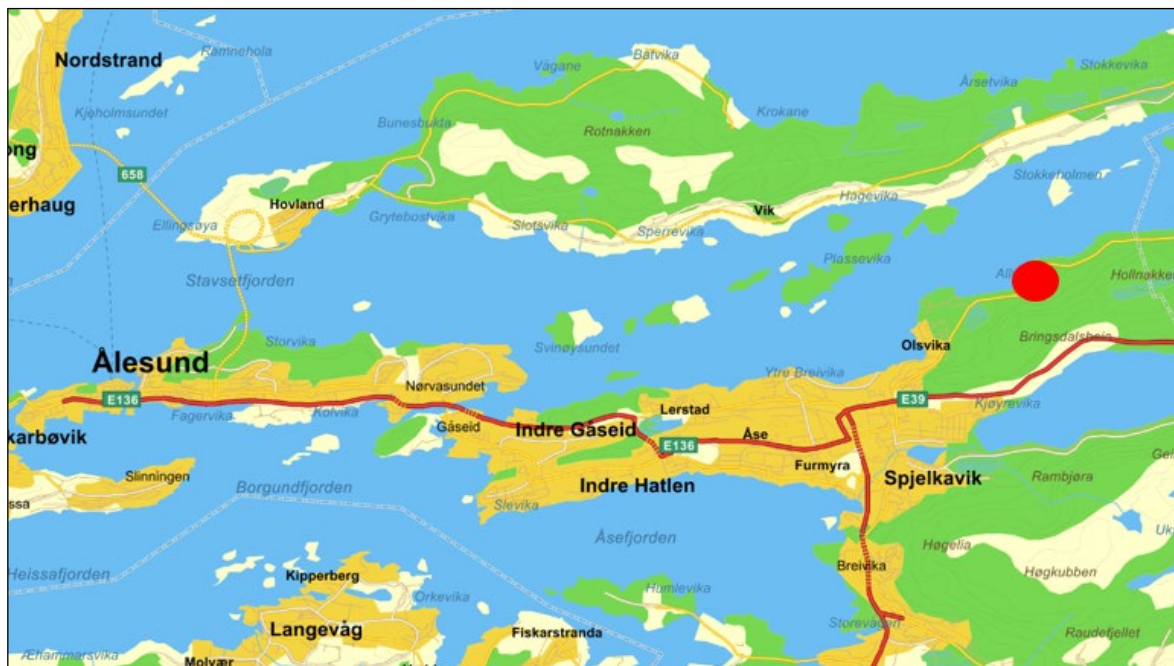 Nordstrand
Ramnehola
Kjeholmsundet
ong
658
erhaug
Ellingsøya
Hovland
Bunesbukta
Vågane
Batvika
Krokane
Rotnakken
Årsetvika
Stokkevika
Stokkeholmen
Grytebostvika
Slotsvika
Sperrevika
Vik
Hagevika
Plassevika
Hollnakken
Stavsetfjorden
Bringsdalsheia
Olsvika
Svinøysundet
Storvika
Ålesund
Nørvasundet
Ytre Breivika
E136
Fagervika
Kolvika
Lerstad
E39
Kjøyrevika
karbøvik
Gåseid
Indre Gåseid
E136
Åse
Furmyra
Spjelkavik
Rambjøra
Slinningen
Borgundfjorden
Slevika
Indre Hatlen
ssa
Åsefjorden
Høgelia
Høgkubben
Heissafjorden
Kipperberg
Orkevika
Humlevika
Breivika
Langevåg
Fiskarstranda
Storevågen
Raudefjellet
Æhammarsvika
Molvær